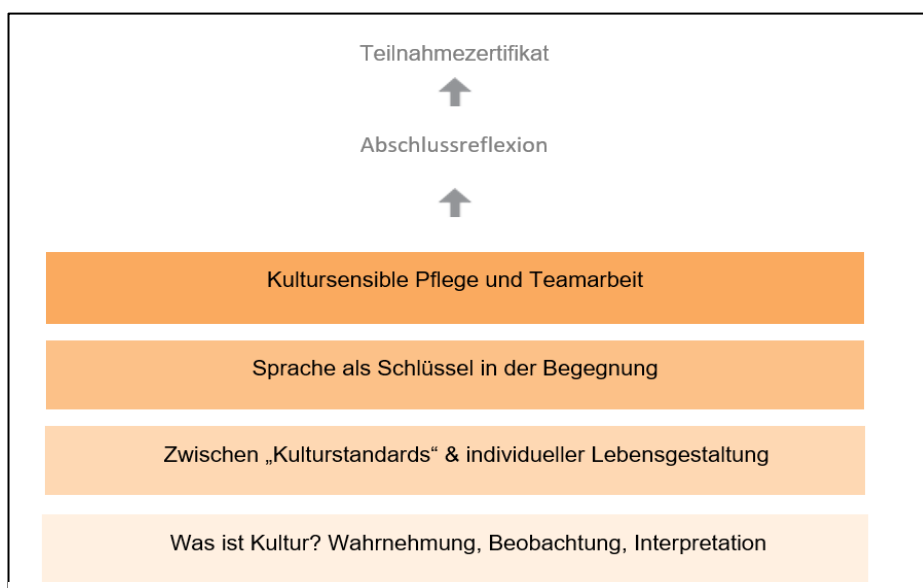 Teilnahmezertifikat
Abschlussreflexion
Kultursensible Pflege und Teamarbeit
Sprache als Schlüssel in der Begegnung
Zwischen „Kulturstandards“ & individueller Lebensgestaltung
Was ist Kultur? Wahrnehmung, Beobachtung, Interpretation